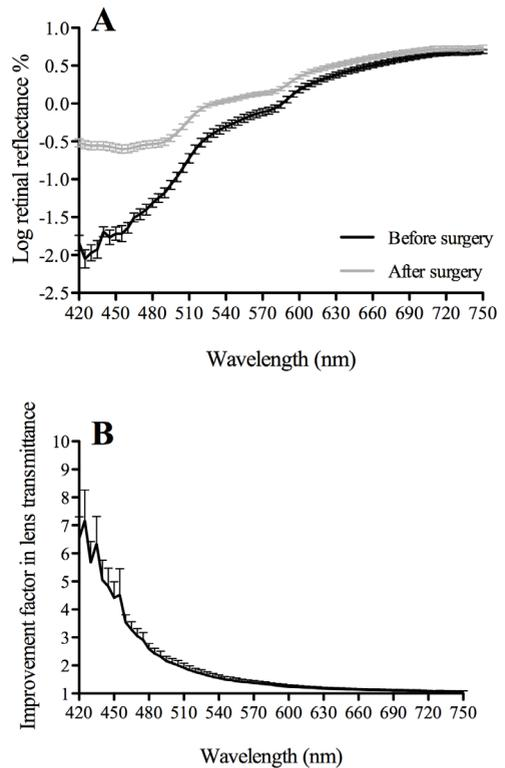 A
Log retinal reflectance %
1.0
0.5
0.0
-0.5
-1.0
-1.5
-2.0
-2.5
Before surgery
After surgery
420 450 480 510 540 570 600 630 660 690 720 750
Wavelength (nm)
B
Improvement factor in lens transmittance
10
9
8
7
6
5
4
3
2
1
420 450 480 510 540 570 600 630 660 690 720 750
Wavelength (nm)